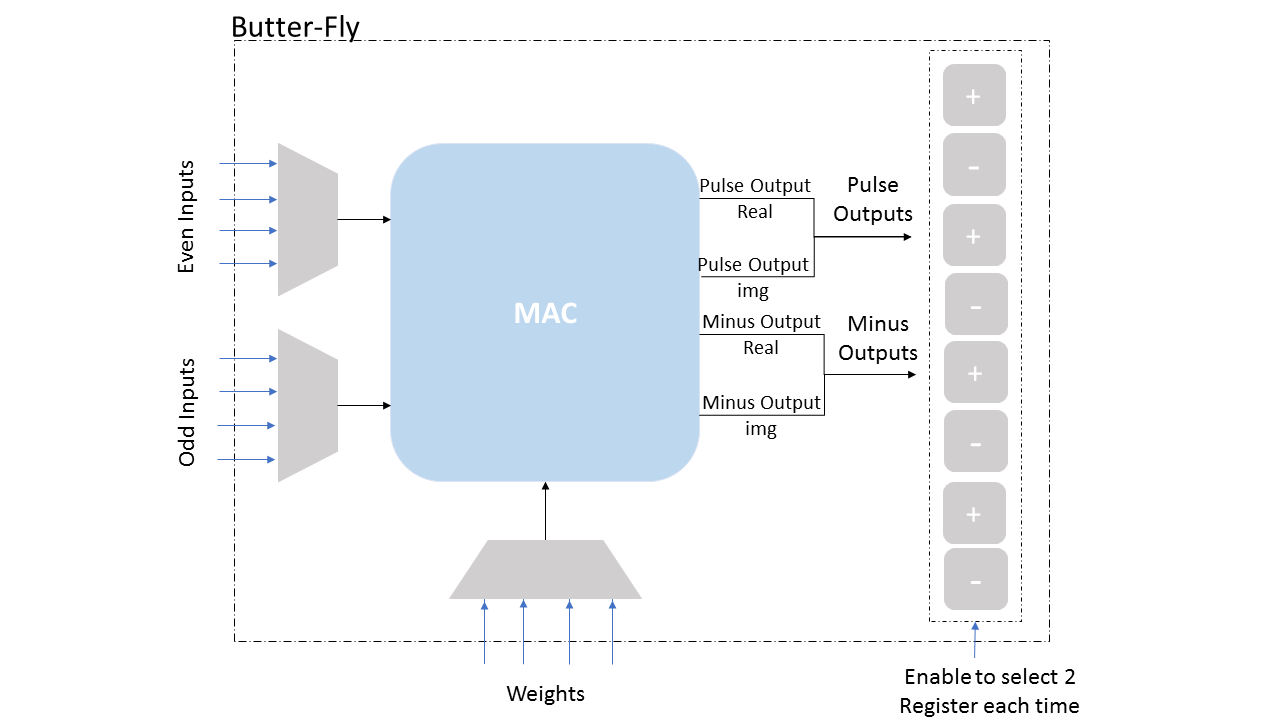 Butter-Fly
Even Inputs
Odd Inputs
MAC
Pulse Output
Real
Pulse Output
img
Minus Output
Real
Minus Output
img
Pulse
Outputs
Minus
Outputs
+
-
+
-
+
-
+
-
Weights
Enable to select 2
Register each time